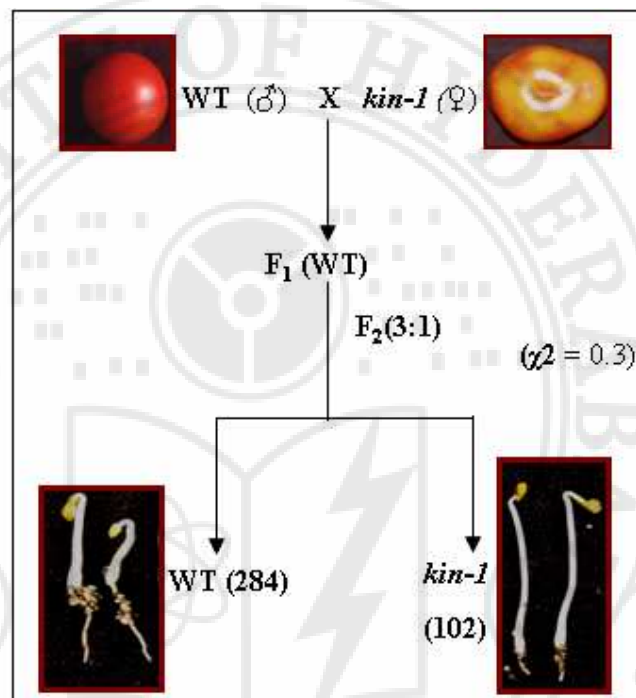 WT (♂) X kin-1 (♀)
F₁ (WT)
F₂(3:1)
(χ2 = 0.3)
WT (284)
kin-1
(102)